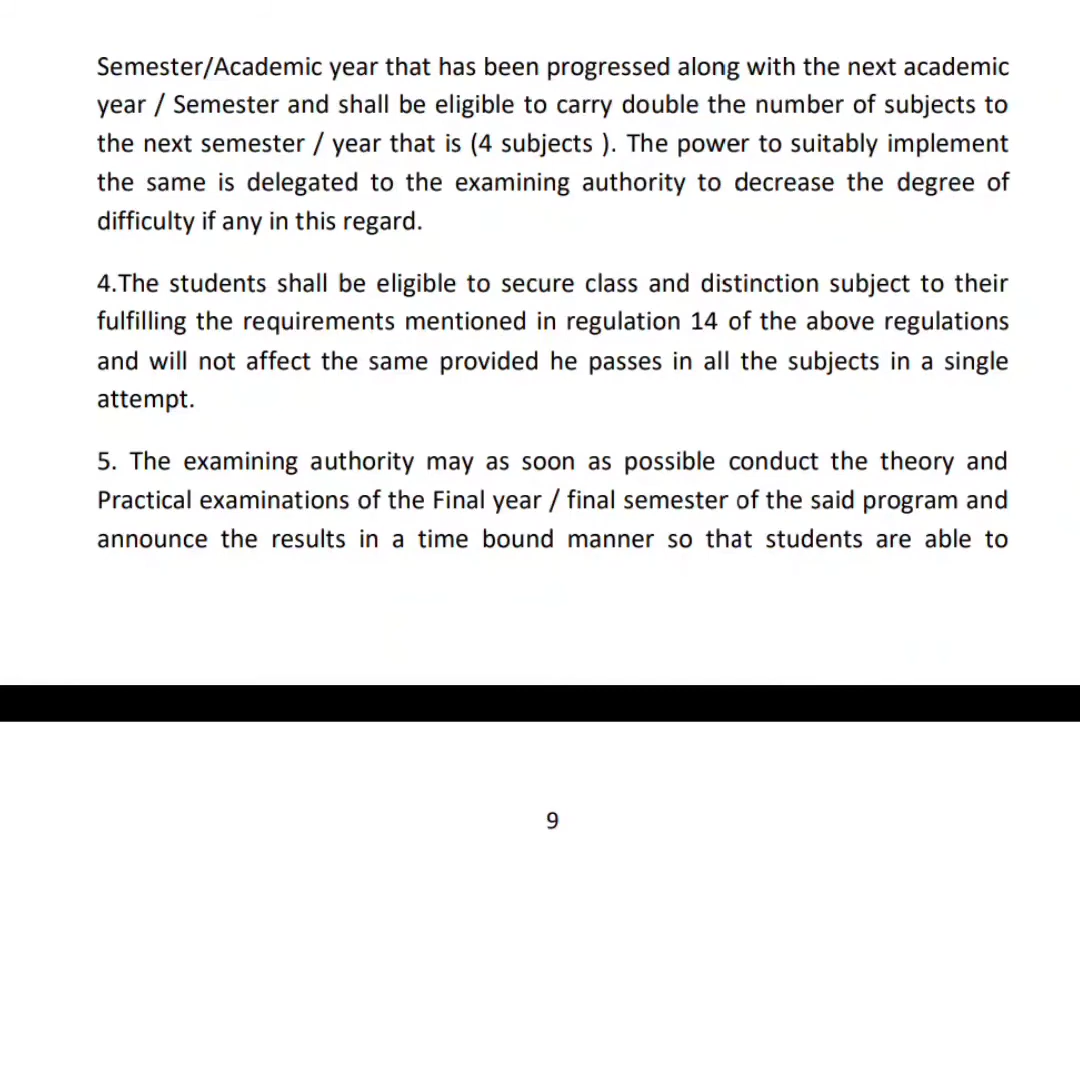 Semester/Academic year that has been progressed along with the next academic
year / Semester and shall be eligible to carry double the number of subjects to
the next semester / year that is (4 subjects ). The power to suitably implement
the same is delegated to the examining authority to decrease the degree of
difficulty if any in this regard.
4.The students shall be eligible to secure class and distinction subject to their
fulfilling the requirements mentioned in regulation 14 of the above regulations
and will not affect the same provided he passes in all the subjects in a single
attempt.
5. The examining authority may as soon as possible conduct the theory and
Practical examinations of the Final year / final semester of the said program and
announce the results in a time bound manner so that students are able to
9